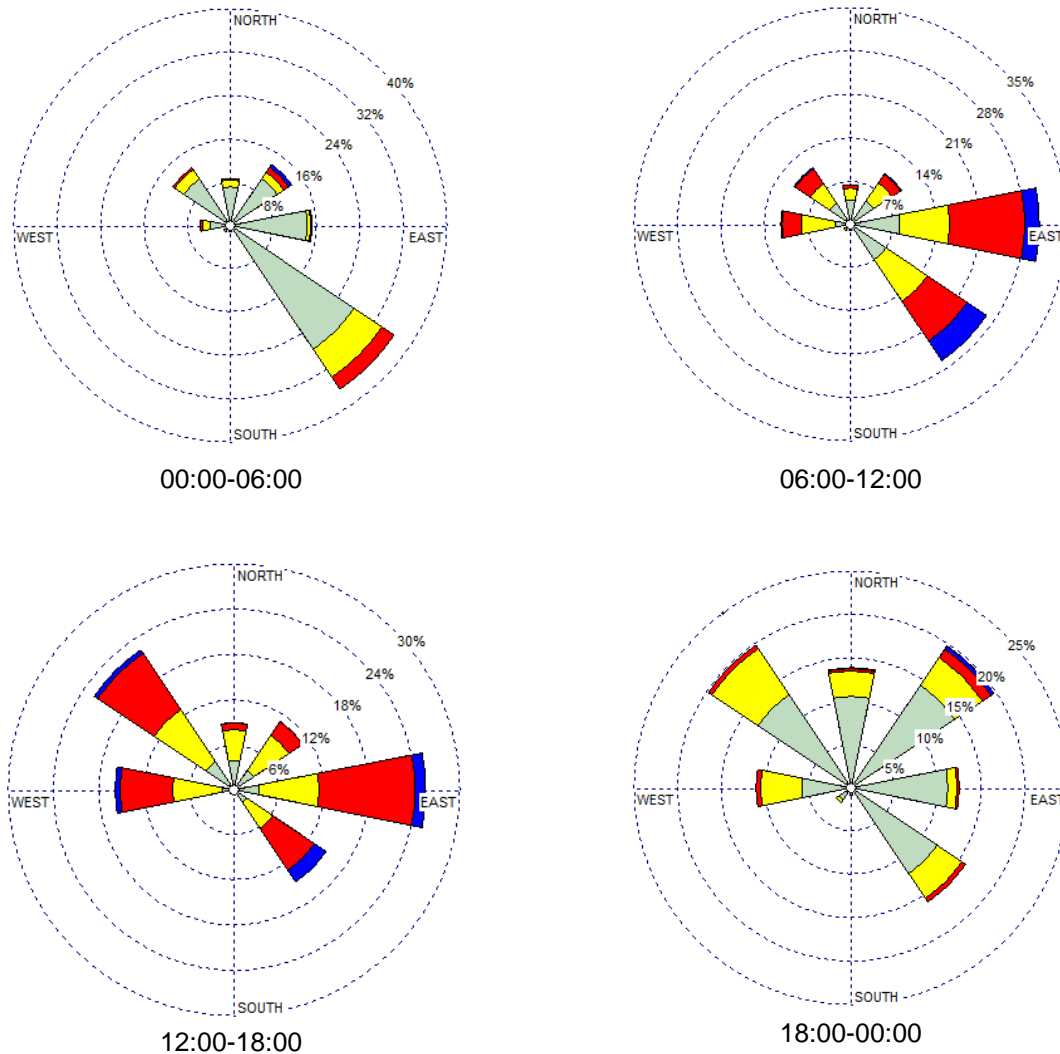 NORTH
40%
32%
24%
16%
8%
WEST
EAST
SOUTH
00:00-06:00
NORTH
35%
28%
21%
14%
7%
WEST
EAST
SOUTH
06:00-12:00
NORTH
30%
24%
18%
12%
6%
WEST
EAST
SOUTH
12:00-18:00
NORTH
25%
20%
15%
10%
5%
WEST
EAST
SOUTH
18:00-00:00